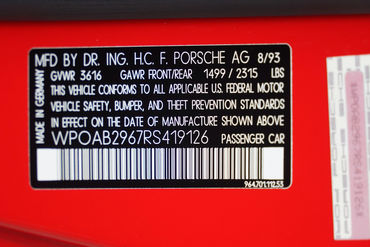 MFD BY DR. ING. H.C. F. PORSCHE AG 8/93
GVWR 3616 GAWR FRONT/REAR 1499 / 2315 LBS
THIS VEHICLE CONFORMS TO ALL APPLICABLE U.S. FEDERAL MOTOR
VEHICLE SAFETY, BUMPER, AND THEFT PREVENTION STANDARDS
IN EFFECT ON THE DATE OF MANUFACTURE SHOWN ABOVE.
WPOAB2967RS419126 PASSENGER CAR
964.701.112.53
MADE IN GERMANY